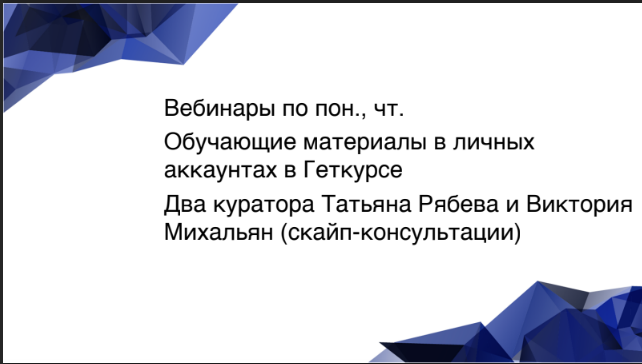 Вебинары по пон., чт.
Обучающие материалы в личных
аккаунтах в Геткурсе
Два куратора Татьяна Рябева и Виктория
Михальян (скайп-консультации)